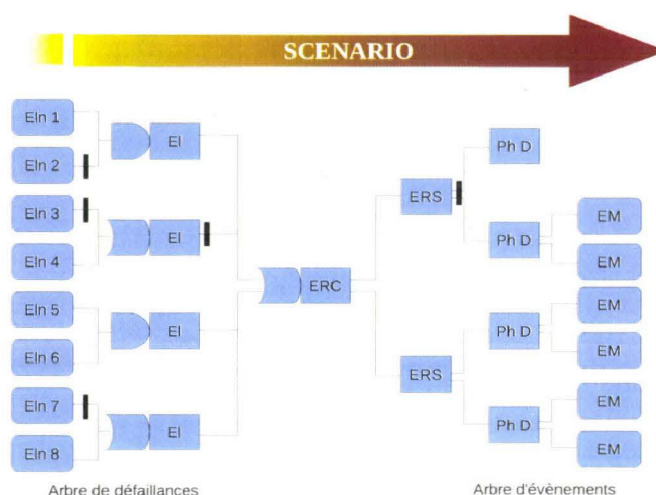 SCENARIO
EIn 1
EIn 2
EI
EIn 3
EIn 4
EI
EIn 5
EIn 6
EI
EIn 7
EIn 8
EI
ERC
ERS
Ph D
Ph D
EM
EM
ERS
Ph D
EM
EM
Ph D
EM
EM
Arbre de défaillances
Arbre d'évènements